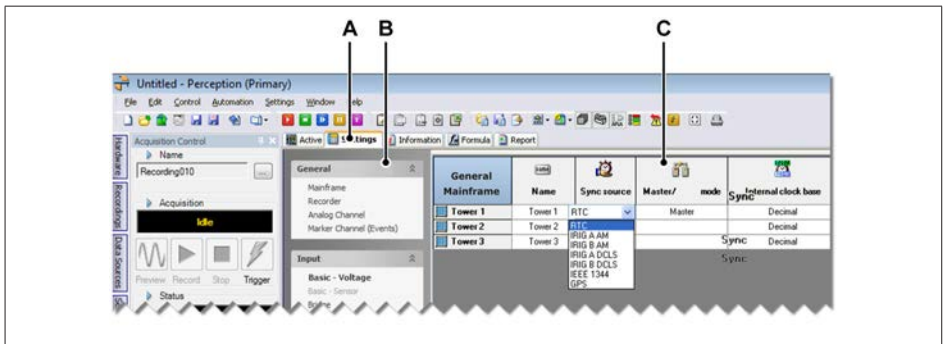 A B C
Untitled - Perception (Primary)
File Edit Control Automation Settings Window Help
Active Settings Information Formula Report
Hardware
Recordings
Data Sources
Acquisition Control
Name
Recording010
...
Acquisition
Idle
Preview Record Stop Trigger
Status
General
Mainframe
Recorder
Analog Channel
Marker Channel (Events)
Input
Basic - Voltage
Basic - Sensor
Bridge
General Mainframe Name Sync source Master/ mode Sync Internal clock base
Tower 1 Tower 1 RTC Master Decimal
Tower 2 Tower 2 Decimal
Tower 3 Tower 3 Sync Decimal
Sync
RTC
IRIG A AM
IRIG B AM
IRIG A DCLS
IRIG B DCLS
IEEE 1344
GPS